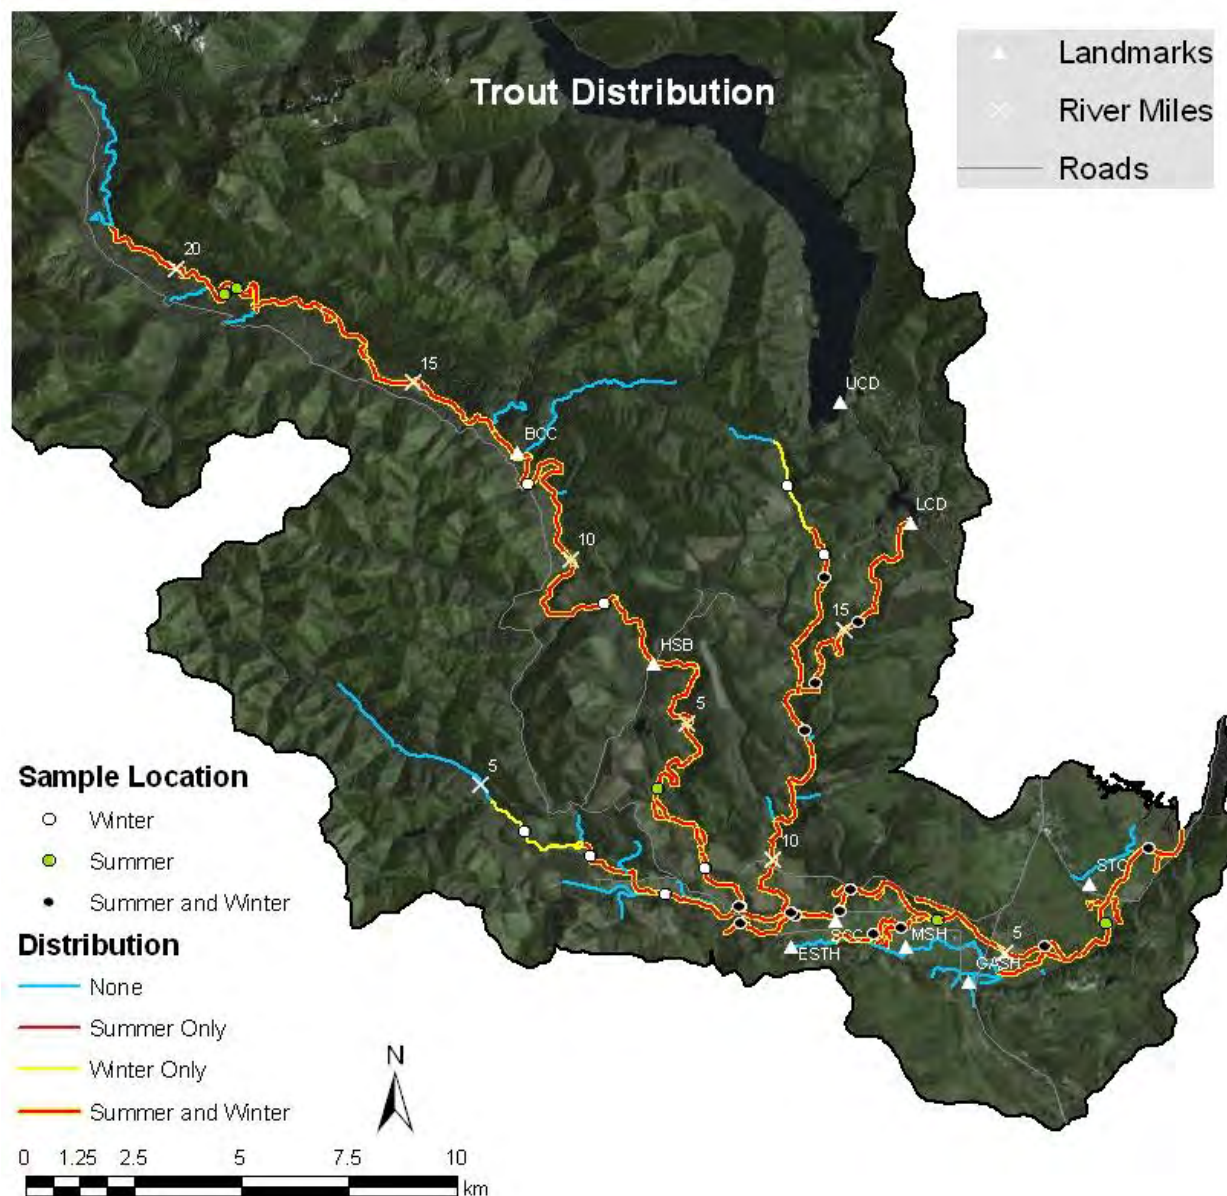 Trout Distribution
Landmarks
River Miles
Roads
20
15
UCD
BCC
LCD
10
15
HSB
5
5
10
STC
SCC
MSH
5
ESTH
GASH
Sample Location
Winter
Summer
Summer and Winter
Distribution
None
Summer Only
Winter Only
Summer and Winter
N
0 1.25 2.5 5 7.5 10
km